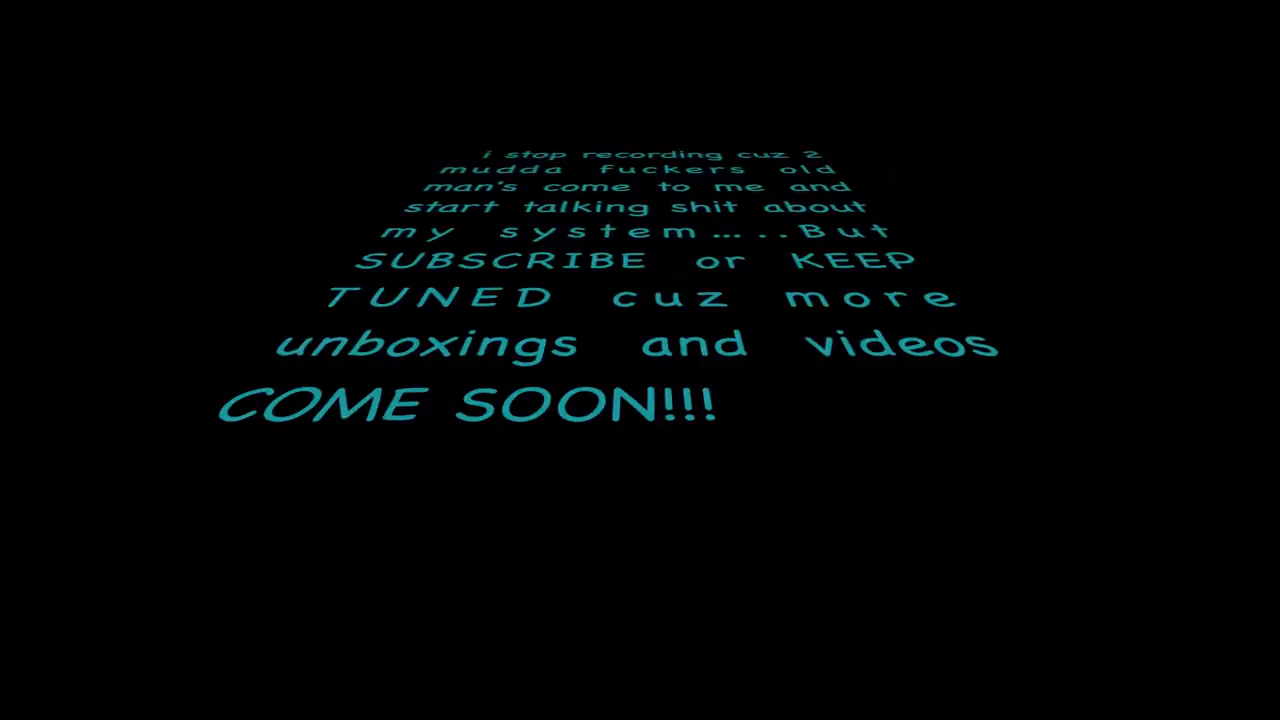 i stop recording cuz 2
mudda fuckers old
man's come to me and
start talking shit about
my system.....But
SUBSCRIBE or KEEP
TUNED cuz more
unboxings and videos
COME SOON!!!